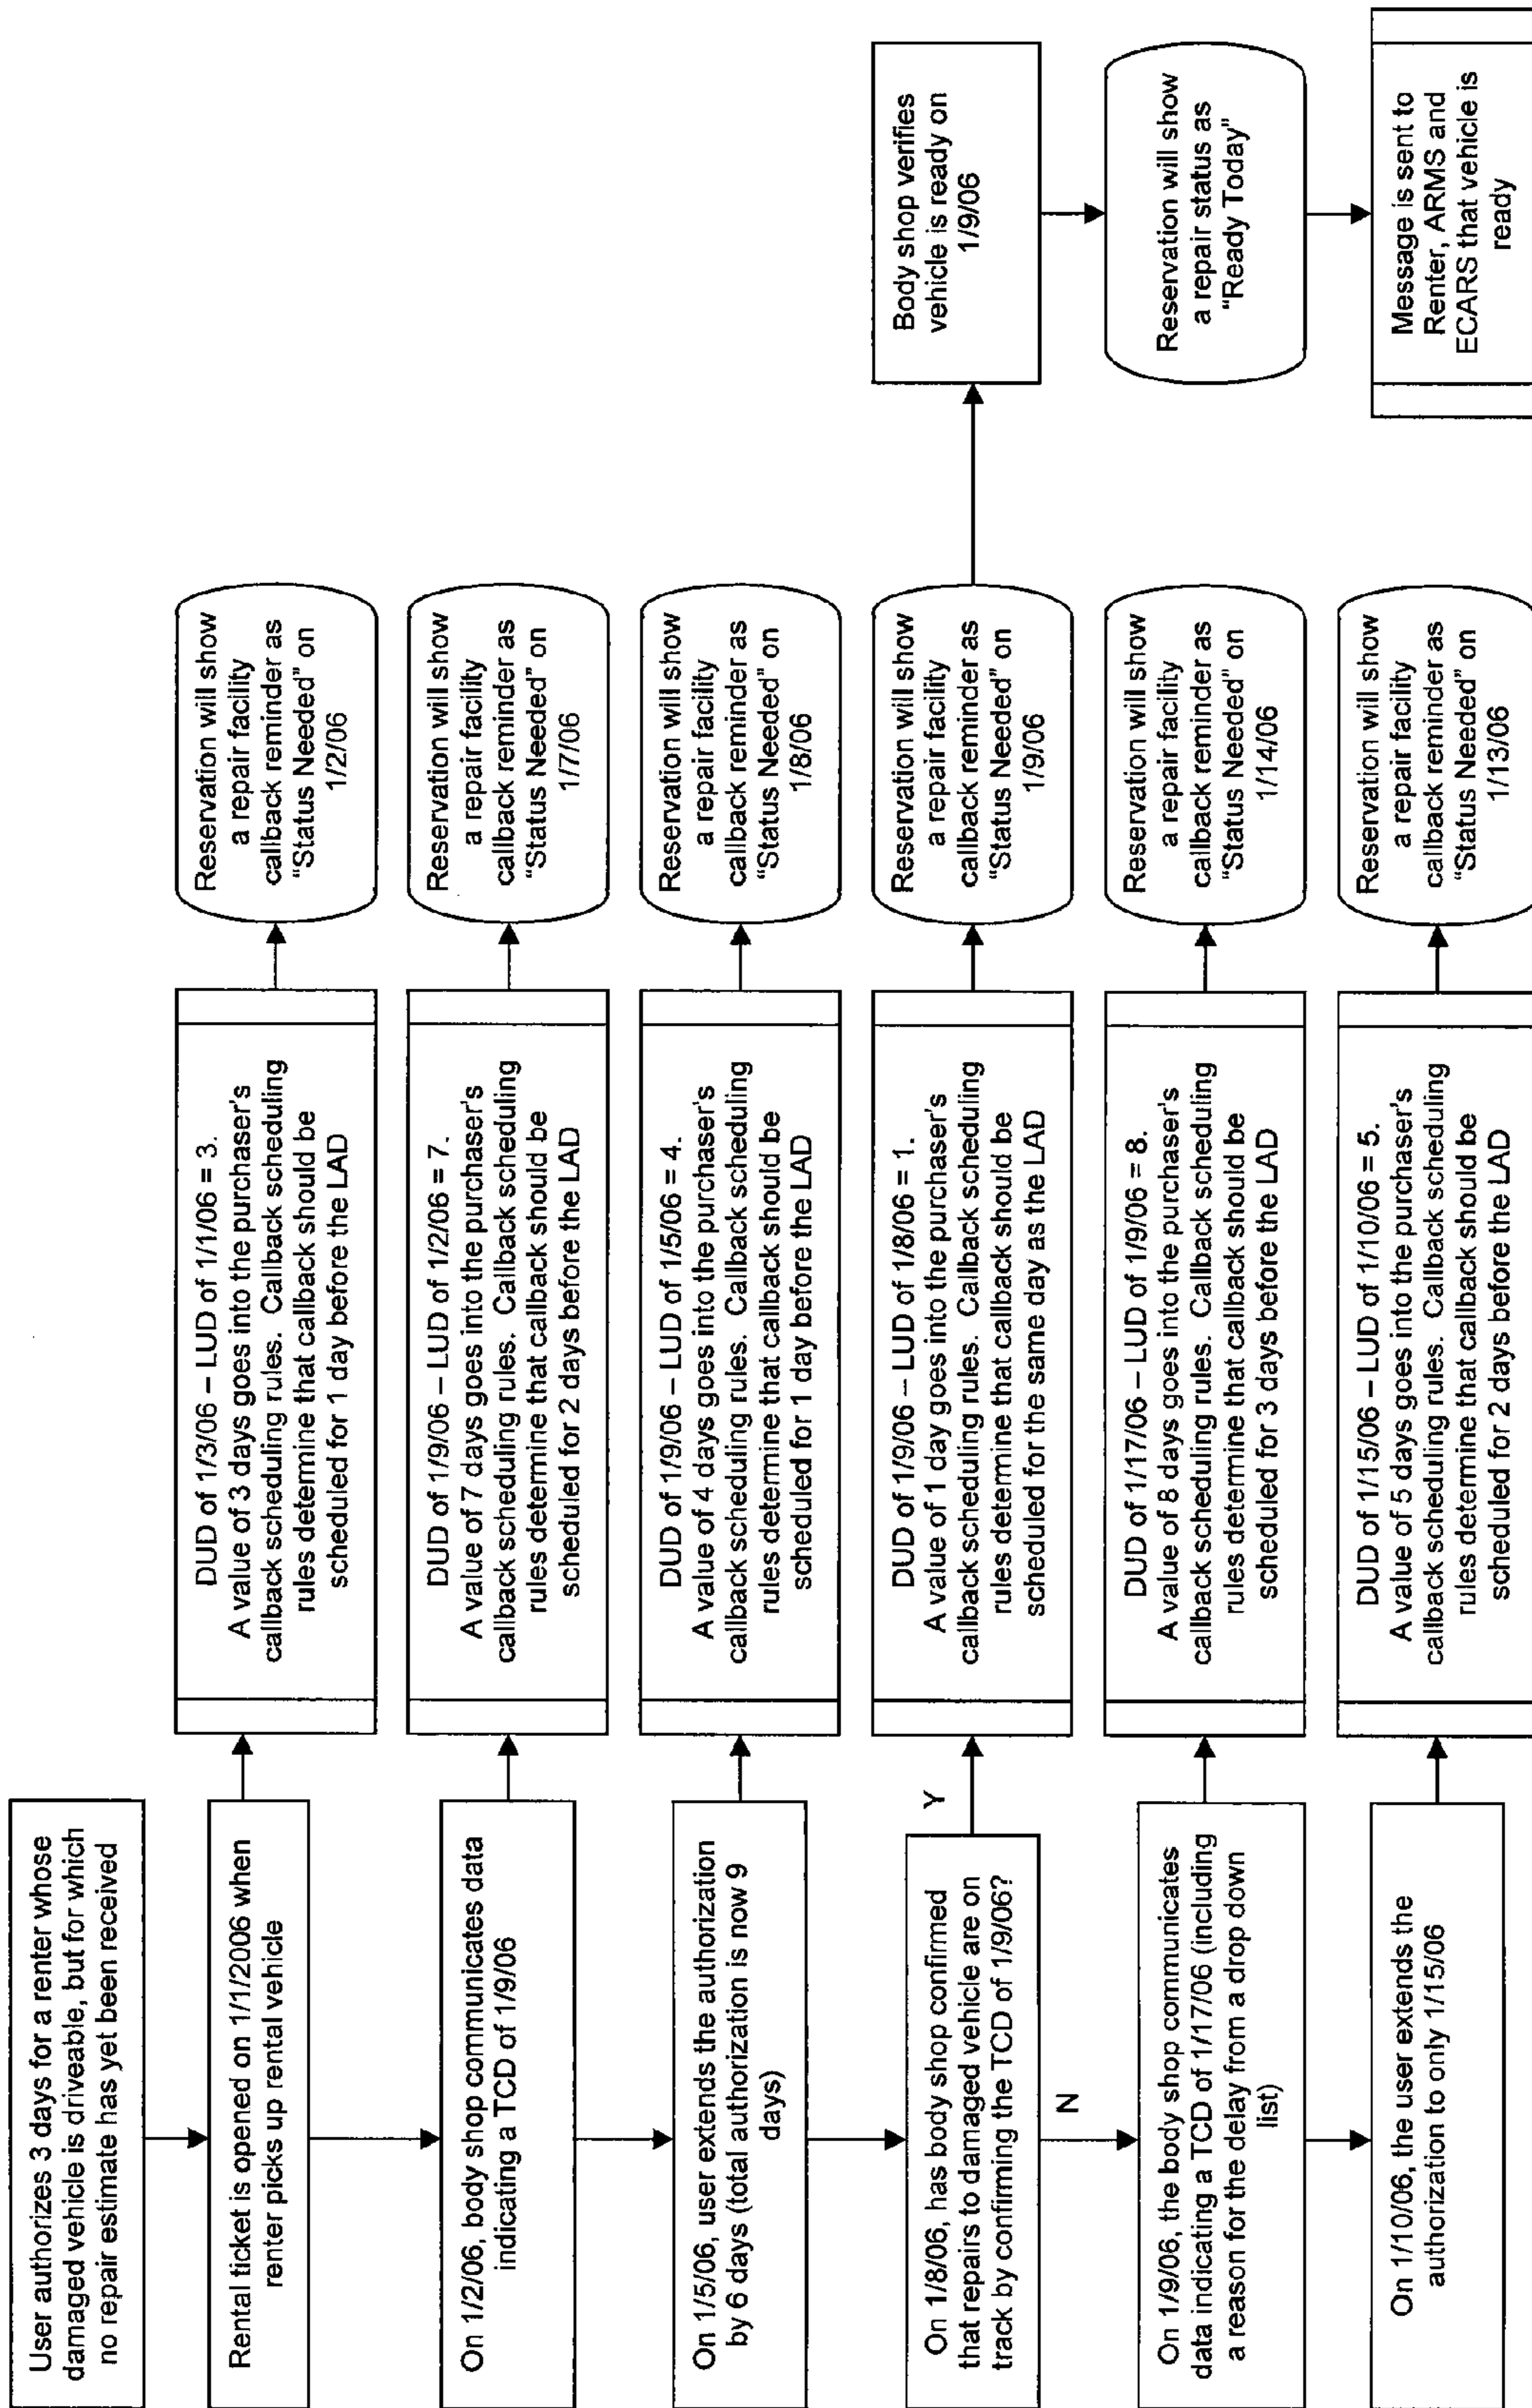 User authorizes 3 days for a renter whose
damaged vehicle is driveable, but for which
no repair estimate has yet been received
Rental ticket is opened on 1/1/2006 when
renter picks up rental vehicle
DUD of 1/3/06 – LUD of 1/1/06 = 3.
A value of 3 days goes into the purchaser's
callback scheduling rules. Callback scheduling
rules determine that callback should be
scheduled for 1 day before the LAD
Reservation will show
a repair facility
callback reminder as
“Status Needed” on
1/2/06
On 1/2/06, body shop communicates data
indicating a TCD of 1/9/06
DUD of 1/9/06 – LUD of 1/2/06 = 7.
A value of 7 days goes into the purchaser's
callback scheduling rules. Callback scheduling
rules determine that callback should be
scheduled for 2 days before the LAD
Reservation will show
a repair facility
callback reminder as
“Status Needed” on
1/7/06
On 1/5/06, user extends the authorization
by 6 days (total authorization is now 9
days)
DUD of 1/9/06 – LUD of 1/5/06 = 4.
A value of 4 days goes into the purchaser's
callback scheduling rules. Callback scheduling
rules determine that callback should be
scheduled for 1 day before the LAD
Reservation will show
a repair facility
callback reminder as
“Status Needed” on
1/8/06
On 1/8/06, has body shop confirmed
that repairs to damaged vehicle are on
track by confirming the TCD of 1/9/06?
Y
N
DUD of 1/9/06 – LUD of 1/8/06 = 1.
A value of 1 day goes into the purchaser's
callback scheduling rules. Callback scheduling
rules determine that callback should be
scheduled for the same day as the LAD
Reservation will show
a repair facility
callback reminder as
“Status Needed” on
1/9/06
Body shop verifies
vehicle is ready on
1/9/06
On 1/9/06, the body shop communicates
data indicating a TCD of 1/17/06 (including
a reason for the delay from a drop down
list)
DUD of 1/17/06 – LUD of 1/9/06 = 8.
A value of 8 days goes into the purchaser's
callback scheduling rules. Callback scheduling
rules determine that callback should be
scheduled for 3 days before the LAD
Reservation will show
a repair facility
callback reminder as
“Status Needed” on
1/14/06
Reservation will show
a repair status as
“Ready Today”
On 1/10/06, the user extends the
authorization to only 1/15/06
DUD of 1/15/06 – LUD of 1/10/06 = 5.
A value of 5 days goes into the purchaser's
callback scheduling rules. Callback scheduling
rules determine that callback should be
scheduled for 2 days before the LAD
Reservation will show
a repair facility
callback reminder as
“Status Needed” on
1/13/06
Message is sent to
Renter, ARMS and
ECARS that vehicle is
ready